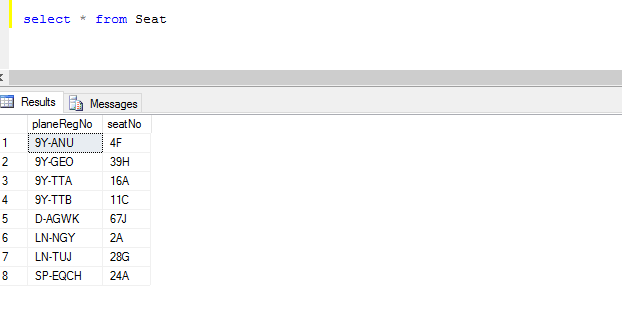 select * from Seat
Results Messages
planeRegNo seatNo
1 9Y-ANU 4F
2 9Y-GEO 39H
3 9Y-TTA 16A
4 9Y-TTB 11C
5 D-AGWK 67J
6 LN-NGY 2A
7 LN-TUJ 28G
8 SP-EQCH 24A